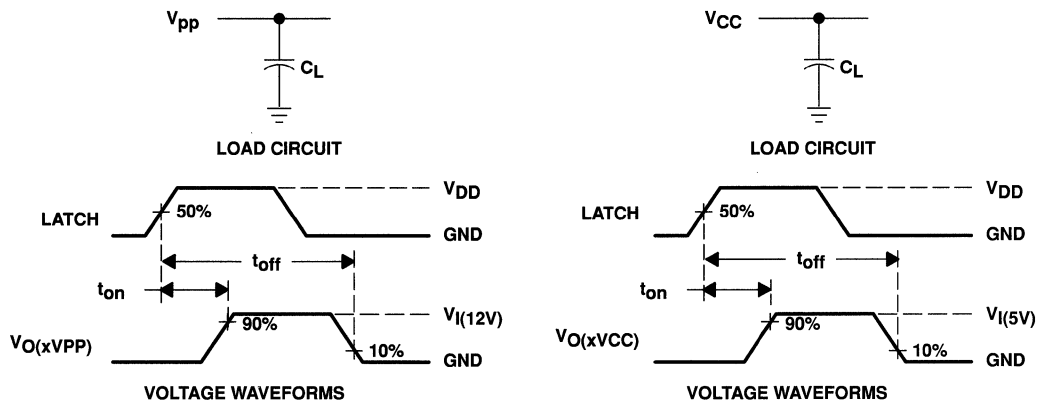 Vpp
CL
LOAD CIRCUIT
VDD
LATCH
50%
GND
toff
ton
VI(12V)
90%
VO(xVPP)
10%
GND
VOLTAGE WAVEFORMS
VCC
CL
LOAD CIRCUIT
VDD
LATCH
50%
GND
toff
ton
VI(5V)
90%
VO(xVCC)
10%
GND
VOLTAGE WAVEFORMS